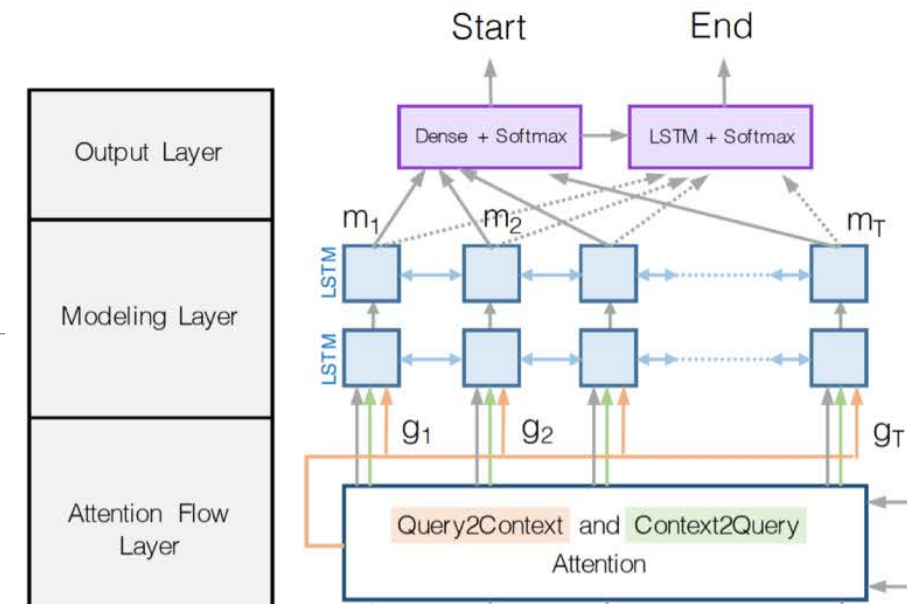 Start End
Output Layer
Dense + Softmax
LSTM + Softmax
m1 m2 mT
LSTM
Modeling Layer
LSTM
g1 g2 gT
Attention Flow
Layer
Query2Context and Context2Query
Attention